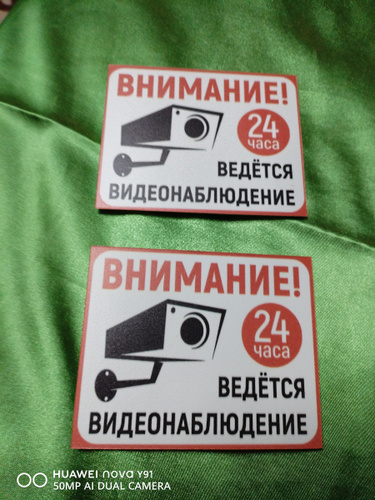 ВНИМАНИЕ!
24
часа
ВЕДЁТСЯ
ВИДЕОНАБЛЮДЕНИЕ
ВНИМАНИЕ!
24
часа
ВЕДЁТСЯ
ВИДЕОНАБЛЮДЕНИЕ
HUAWEI nova Y91
50MP AI DUAL CAMERA